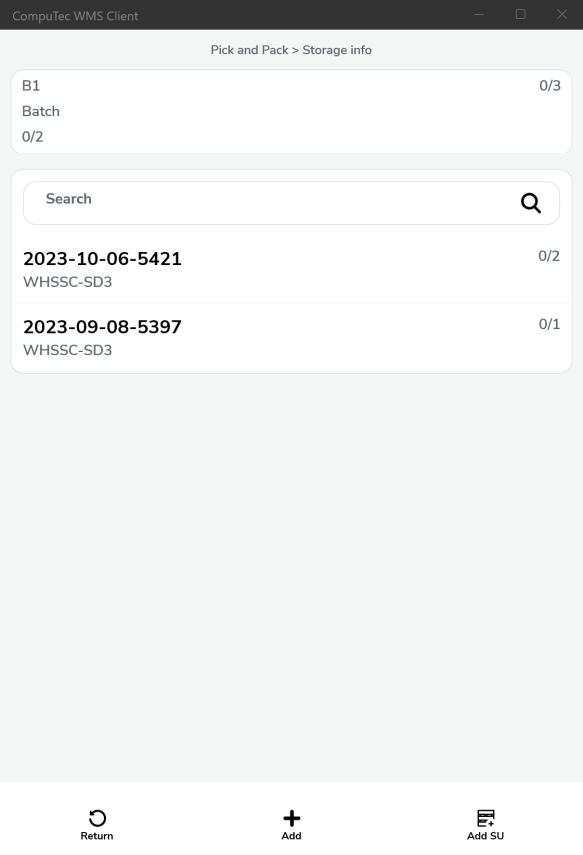 CompuTec WMS Client
Pick and Pack > Storage info
B1 0/3
Batch
0/2
Search
2023-10-06-5421 0/2
WHSSC-SD3
2023-09-08-5397 0/1
WHSSC-SD3
Return Add Add SU